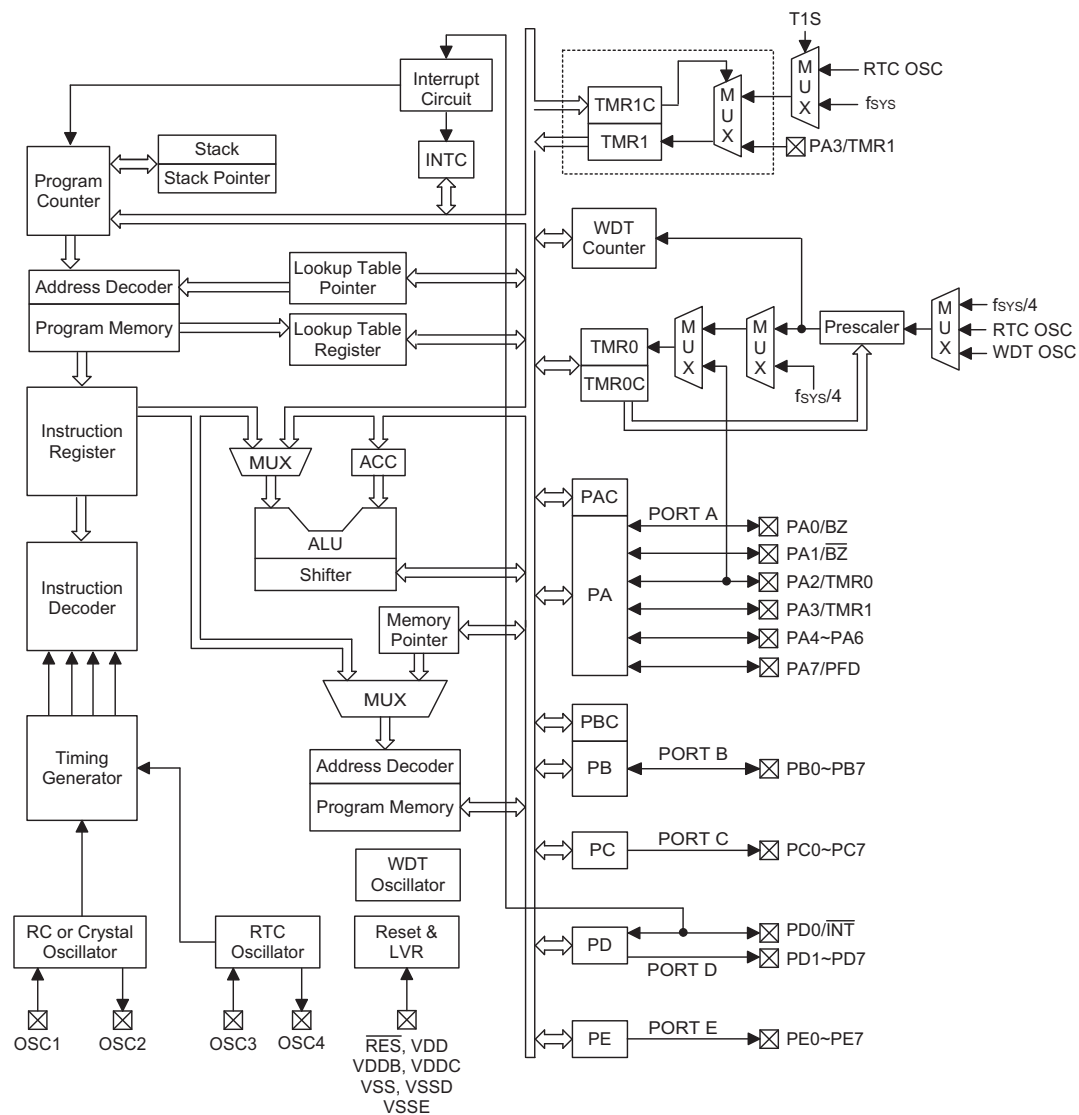 T1S
MUX
RTC OSC
fSYS
PA3/TMR1
TMR1C
TMR1
MUX
Interrupt
Circuit
INTC
Stack
Stack Pointer
Program
Counter
WDT
Counter
Address Decoder
Program Memory
Lookup Table
Pointer
Lookup Table
Register
TMR0
TMR0C
MUX
MUX
fSYS/4
Prescaler
MUX
fSYS/4
RTC OSC
WDT OSC
Instruction
Register
MUX
ACC
ALU
Shifter
Instruction
Decoder
Memory
Pointer
MUX
Address Decoder
Program Memory
Timing
Generator
WDT
Oscillator
RC or Crystal
Oscillator
RTC
Oscillator
Reset &
LVR
OSC1
OSC2
OSC3
OSC4
R̅E̅S̅, VDD
VDDB, VDDC
VSS, VSSD
VSSE
PAC
PA
PORT A
PA0/BZ
PA1/B̅Z̅
PA2/TMR0
PA3/TMR1
PA4~PA6
PA7/PFD
PBC
PB
PORT B
PB0~PB7
PC
PORT C
PC0~PC7
PD
PORT D
PD0/I̅N̅T̅
PD1~PD7
PE
PORT E
PE0~PE7